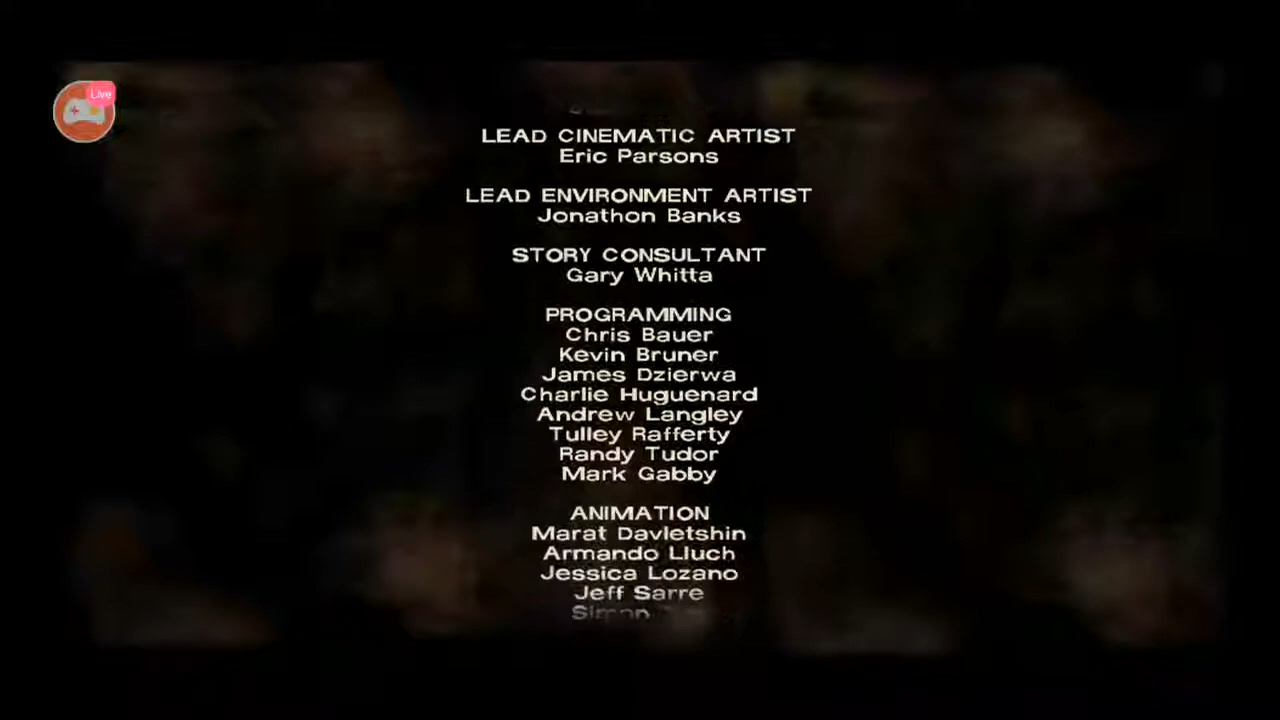 Live
LEAD CINEMATIC ARTIST
Eric Parsons
LEAD ENVIRONMENT ARTIST
Jonathon Banks
STORY CONSULTANT
Gary Whitta
PROGRAMMING
Chris Bauer
Kevin Bruner
James Dzierwa
Charlie Huguenard
Andrew Langley
Tulley Rafferty
Randy Tudor
Mark Gabby
ANIMATION
Marat Davletshin
Armando Lluch
Jessica Lozano
Jeff Sarre
Simon